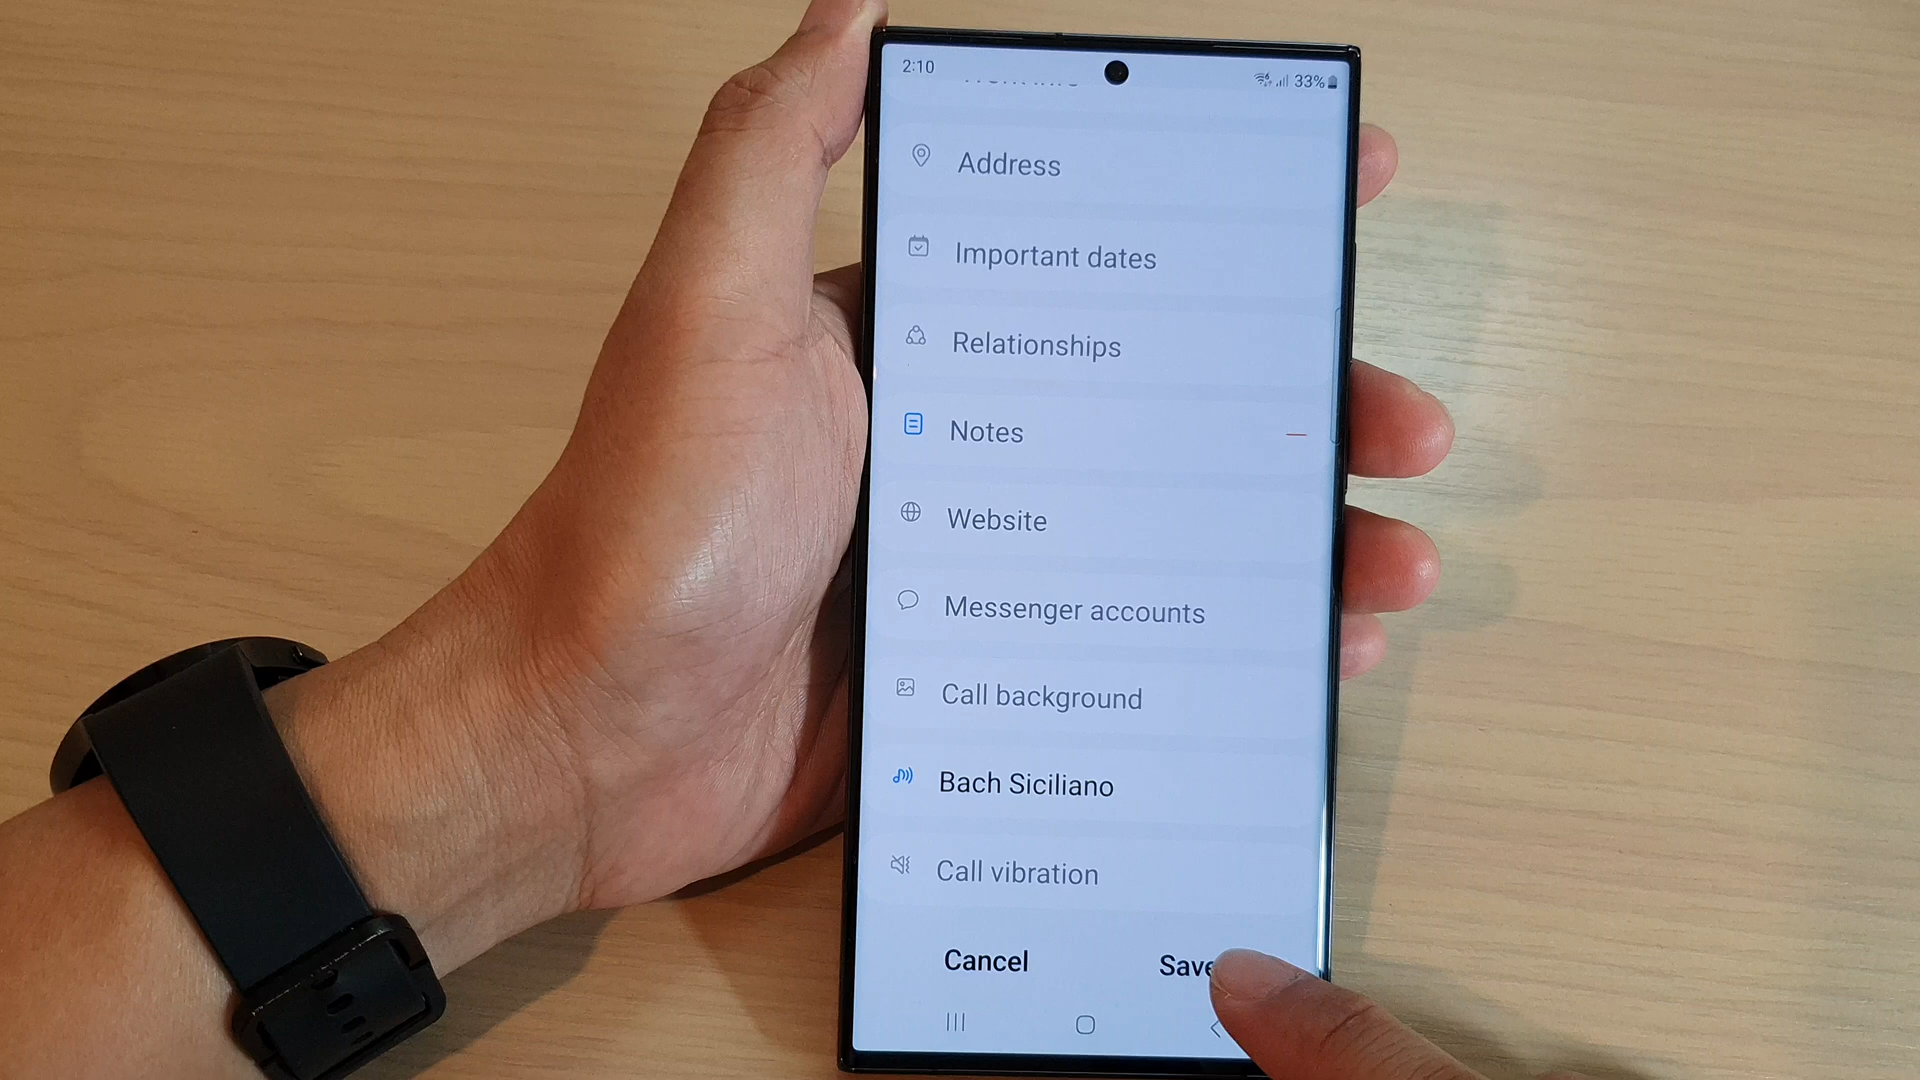 2:10
33%
Address
Important dates
Relationships
Notes
Website
Messenger accounts
Call background
Bach Siciliano
Call vibration
Cancel
Save